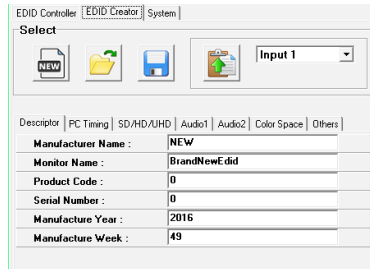 EDID Controller EDID Creator System
Select
NEW
Input 1
Descriptor PC Timing SD/HD/UHD Audio1 Audio2 Color Space Others
Manufacturer Name : NEW
Monitor Name : BrandNewEdid
Product Code : 0
Serial Number : 0
Manufacture Year : 2016
Manufacture Week : 49